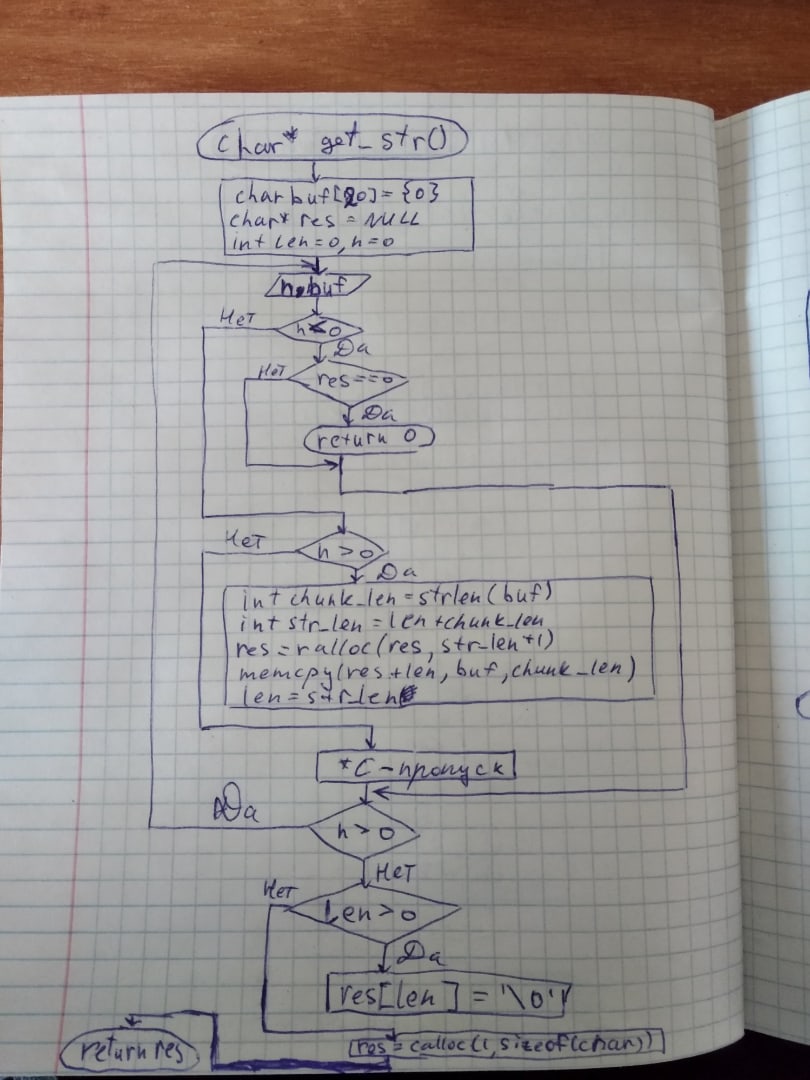 char* get_str()
char buf[20] = {0}
char* res = NULL
int len=0, n=0
n, buf
Нет
n<0
Да
Нет
res==0
Да
return 0
Нет
n>0
Да
int chunk_len=strlen(buf)
int str_len=len+chunk_len
res=ralloc(res, str_len+1)
memcpy(res+len, buf, chunk_len)
len=str_len
*С-пропуск
Да
n>0
Нет
Нет
Len>0
Да
res[len] = '\0'
res = calloc(1, sizeof(char))
return res